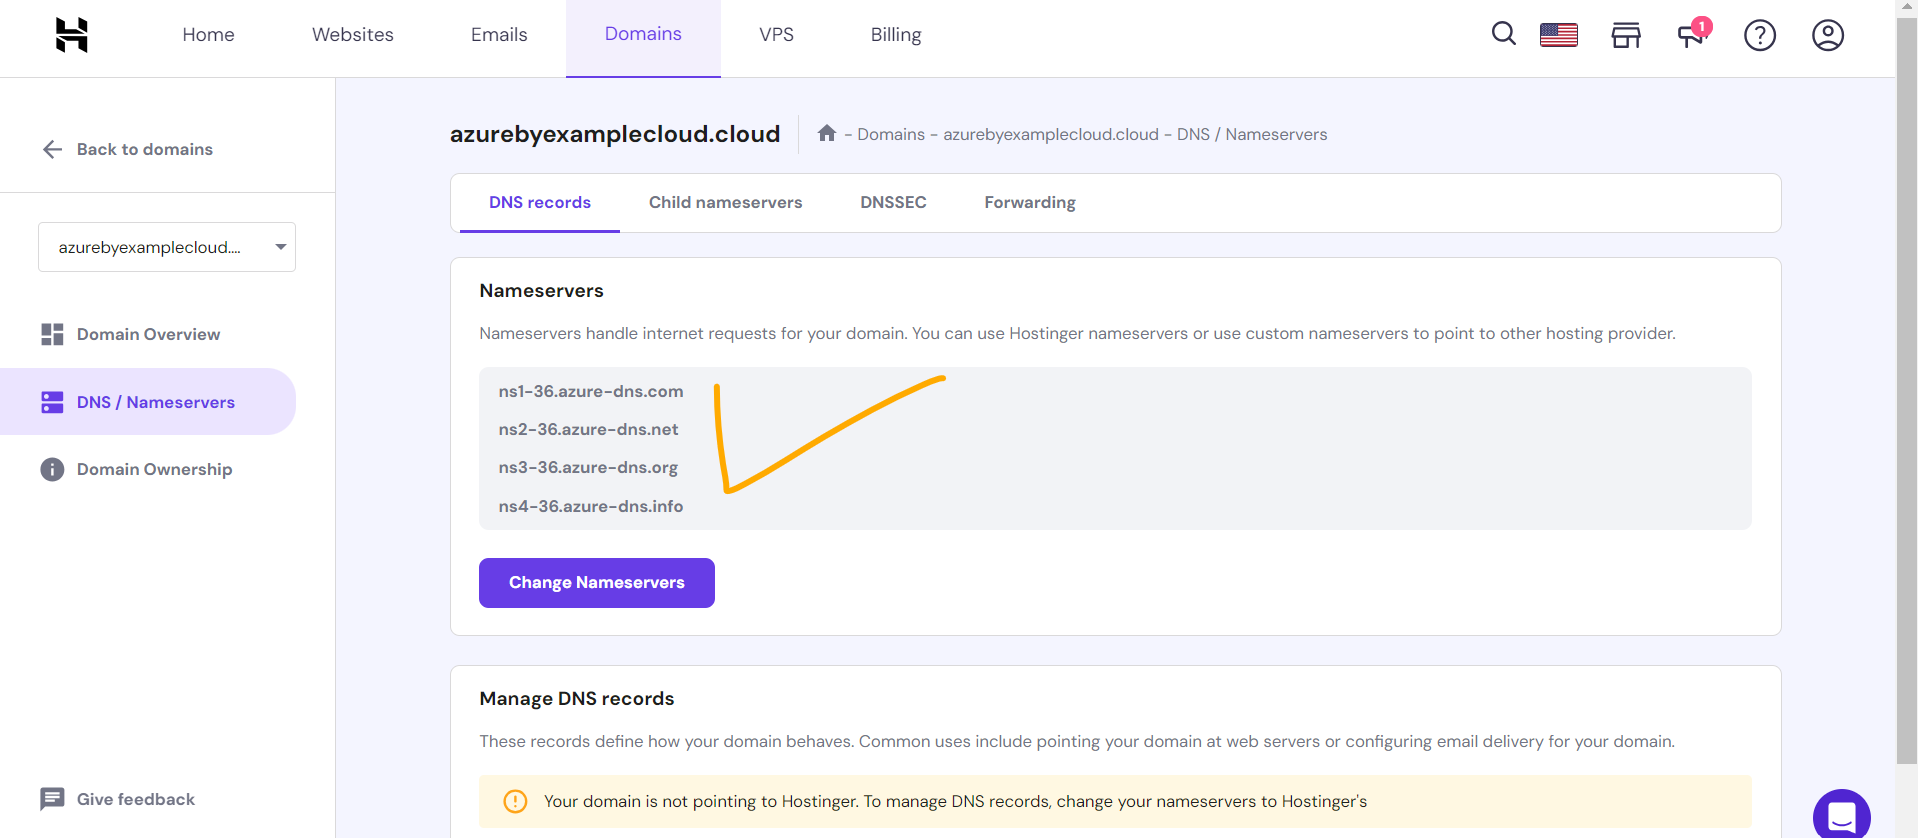 Home
Websites
Emails
Domains
VPS
Billing
1
Back to domains
azurebyexamplecloud....
Domain Overview
DNS / Nameservers
Domain Ownership
Give feedback
azurebyexamplecloud.cloud
- Domains - azurebyexamplecloud.cloud - DNS / Nameservers
DNS records
Child nameservers
DNSSEC
Forwarding
Nameservers
Nameservers handle internet requests for your domain. You can use Hostinger nameservers or use custom nameservers to point to other hosting provider.
ns1-36.azure-dns.com
ns2-36.azure-dns.net
ns3-36.azure-dns.org
ns4-36.azure-dns.info
Change Nameservers
Manage DNS records
These records define how your domain behaves. Common uses include pointing your domain at web servers or configuring email delivery for your domain.
Your domain is not pointing to Hostinger. To manage DNS records, change your nameservers to Hostinger's